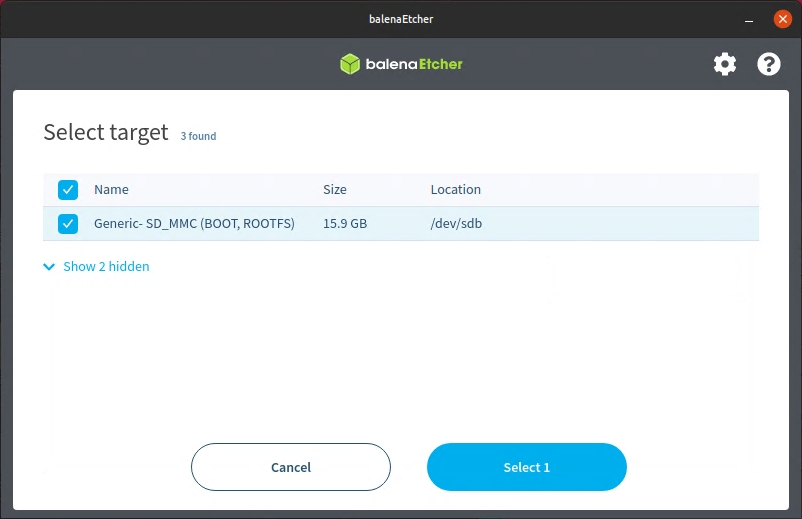 balenaEtcher
balenaEtcher
Select target 3 found
Name Size Location
Generic- SD_MMC (BOOT, ROOTFS) 15.9 GB /dev/sdb
Show 2 hidden
Cancel Select 1